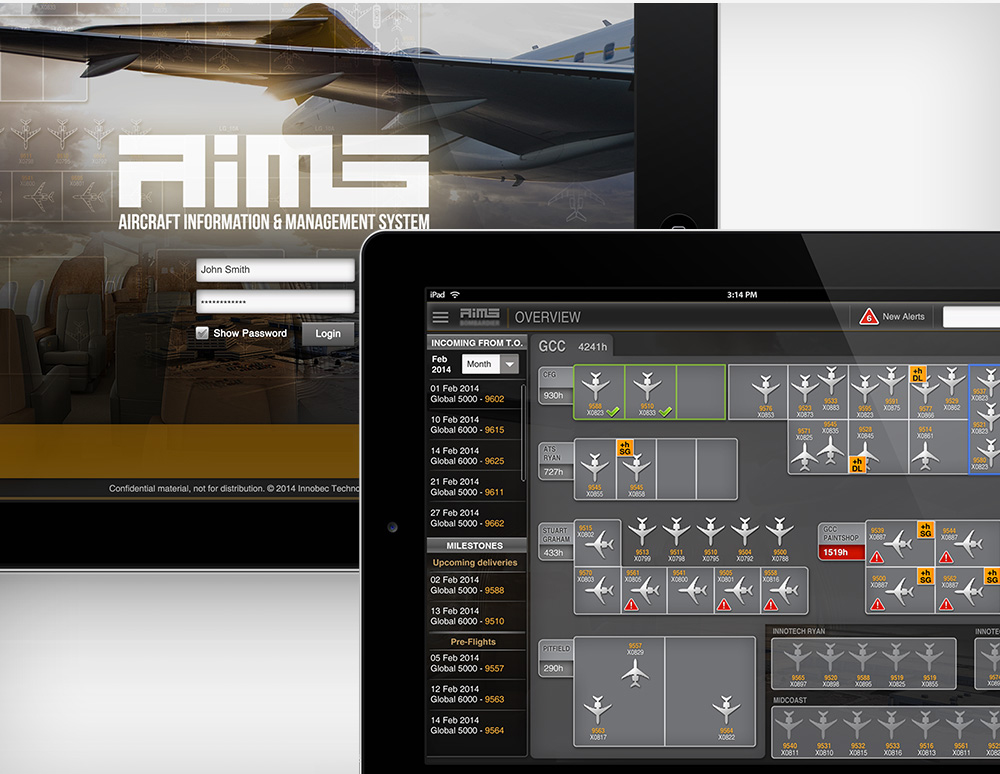 AIMS
AIRCRAFT INFORMATION & MANAGEMENT SYSTEM
John Smith
************
Show Password
Login
Confidential material, not for distribution. © 2014 Innobec Techno
iPad
3:14 PM
AIMS
BOMBARDIER
OVERVIEW
6
New Alerts
INCOMING FROM T.O.
Feb
2014
Month
01 Feb 2014
Global 5000 - 9602
10 Feb 2014
Global 6000 - 9615
14 Feb 2014
Global 6000 - 9625
21 Feb 2014
Global 6000 - 9611
27 Feb 2014
Global 5000 - 9662
MILESTONES
Upcoming deliveries
02 Feb 2014
Global 5000 - 9588
13 Feb 2014
Global 6000 - 9510
Pre-Flights
05 Feb 2014
Global 5000 - 9557
12 Feb 2014
Global 6000 - 9563
14 Feb 2014
Global 5000 - 9564
GCC 4241h
CFG
930h
9588
X0823
9510
X0833
9576
X0853
9523
X0873
9533
X0883
9595
X0823
9591
X0875
+h
DL
9577
X0866
9529
X0862
9537
X0823
9571
X0825
9545
X0835
9528
X0845
+h
DL
9514
X0861
9521
X0823
9580
X0823
ATS
RYAN
727h
9545
X0855
+h
SG
9545
X0858
STUART
GRAHAM
433h
9515
X0802
9513
X0799
9511
X0798
9510
X0795
9504
X0792
9500
X0788
9570
X0803
9561
X0805
9541
X0800
9505
X0801
9558
X0816
GCC
PAINTSHOP
1519h
9539
X0887
+h
SG
9544
X0887
9500
X0887
+h
SG
9562
X0887
+h
SG
PITFIELD
290h
9557
X0829
9563
X0817
9564
X0822
INNOTECH RYAN
9565
X0897
9520
X0898
9588
X0895
9519
X0825
9519
X0855
INNOTE
MIDCOAST
9540
X0811
9531
X0810
9532
X0815
9533
X0816
9516
X0813
9561
X0811